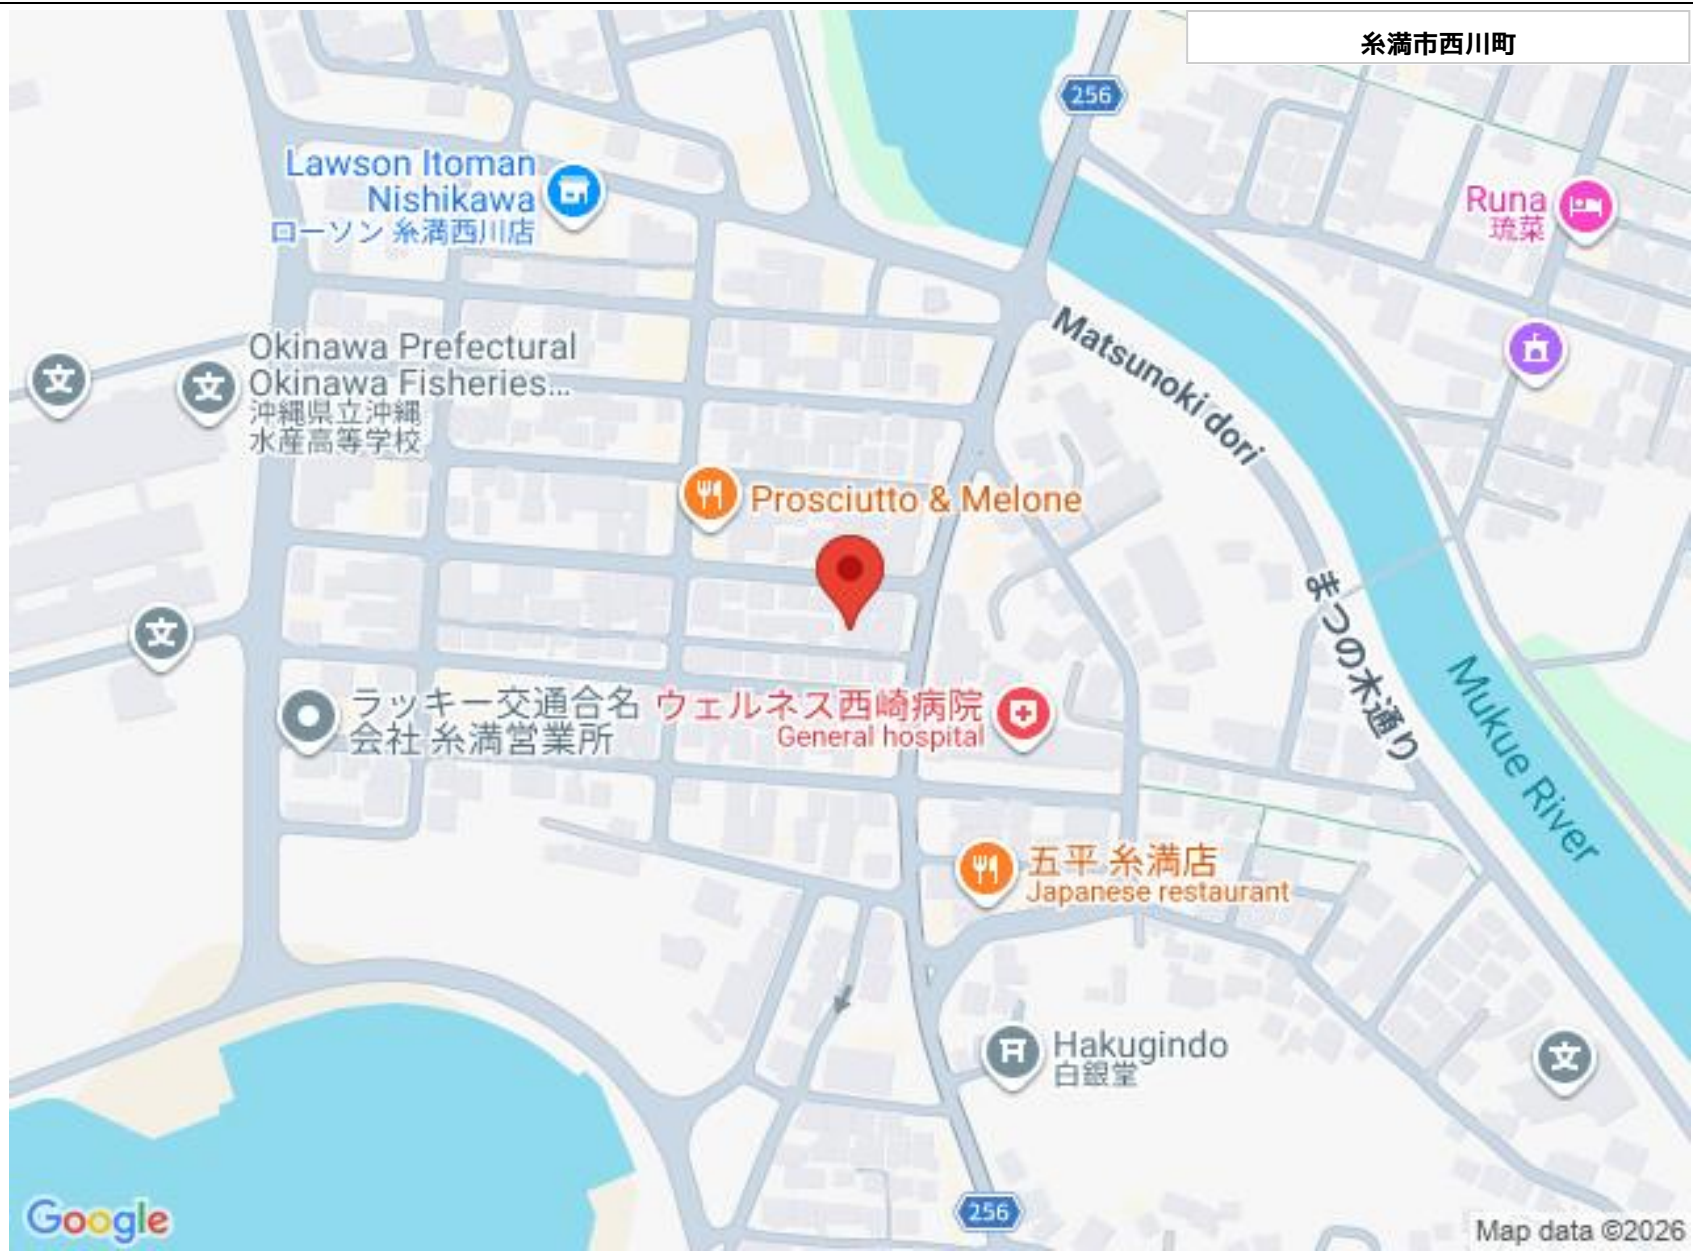 糸満市西川町
256
Lawson Itoman
Nishikawa
ローソン 糸満西川店
Runa
琉菜
Matsunoki dori
Okinawa Prefectural
Okinawa Fisheries...
沖縄県立沖縄
水産高等学校
文
文
Prosciutto & Melone
まつの木通り
文
Mukue River
ラッキー交通合名
会社 糸満営業所
ウェルネス西崎病院
General hospital
五平 糸満店
Japanese restaurant
Hakugindo
白銀堂
文
256
Google
Map data ©2026